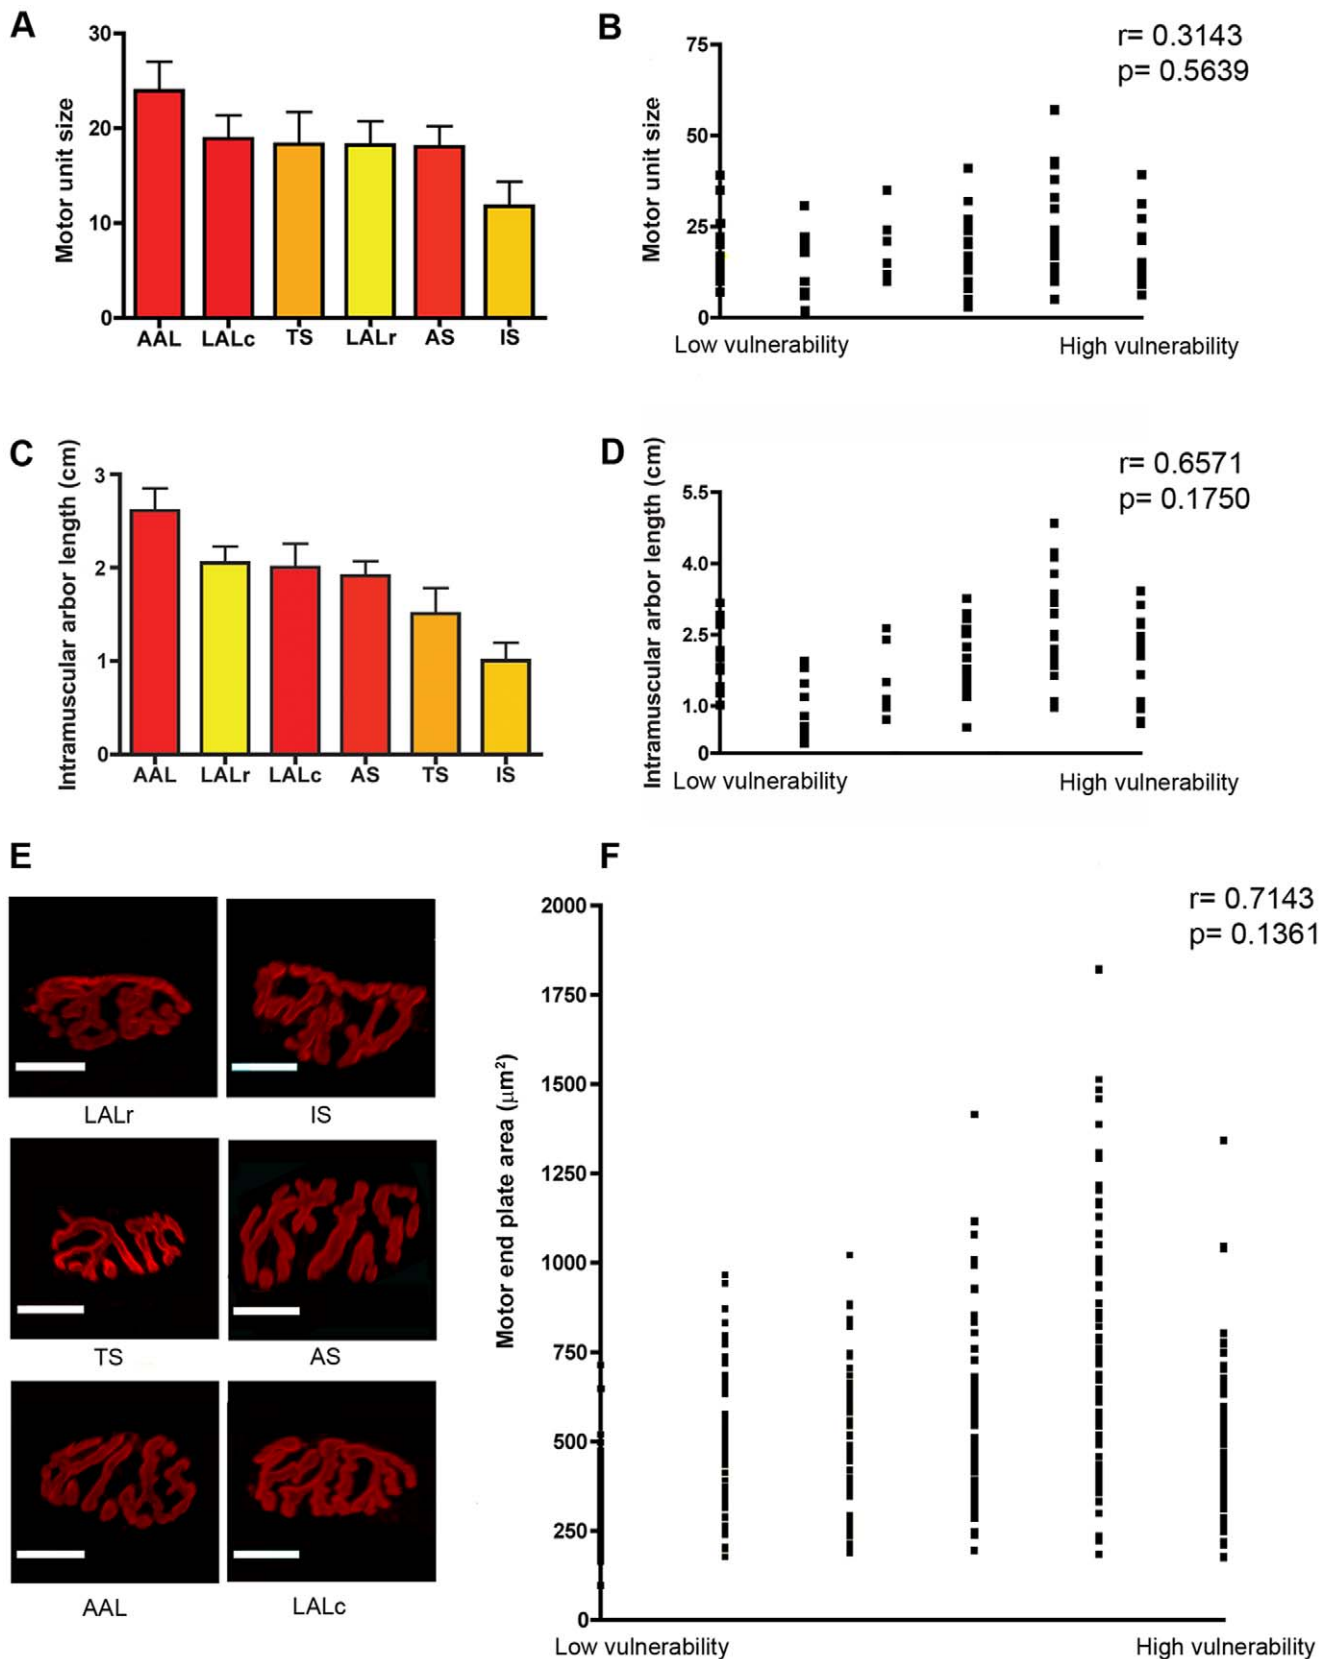 A
Motor unit size
30
20
10
0
AAL LALc TS LALr AS IS
B
r= 0.3143
p= 0.5639
Motor unit size
75
50
25
0
Low vulnerability High vulnerability
C
Intramuscular arbor length (cm)
3
2
1
0
AAL LALr LALc AS TS IS
D
r= 0.6571
p= 0.1750
Intramuscular arbor length (cm)
5.5
4.0
2.5
1.0
0
Low vulnerability High vulnerability
E
LALr IS
TS AS
AAL LALc
F
r= 0.7143
p= 0.1361
Motor end plate area (μm²)
2000
1750
1500
1250
1000
750
500
250
0
Low vulnerability High vulnerability